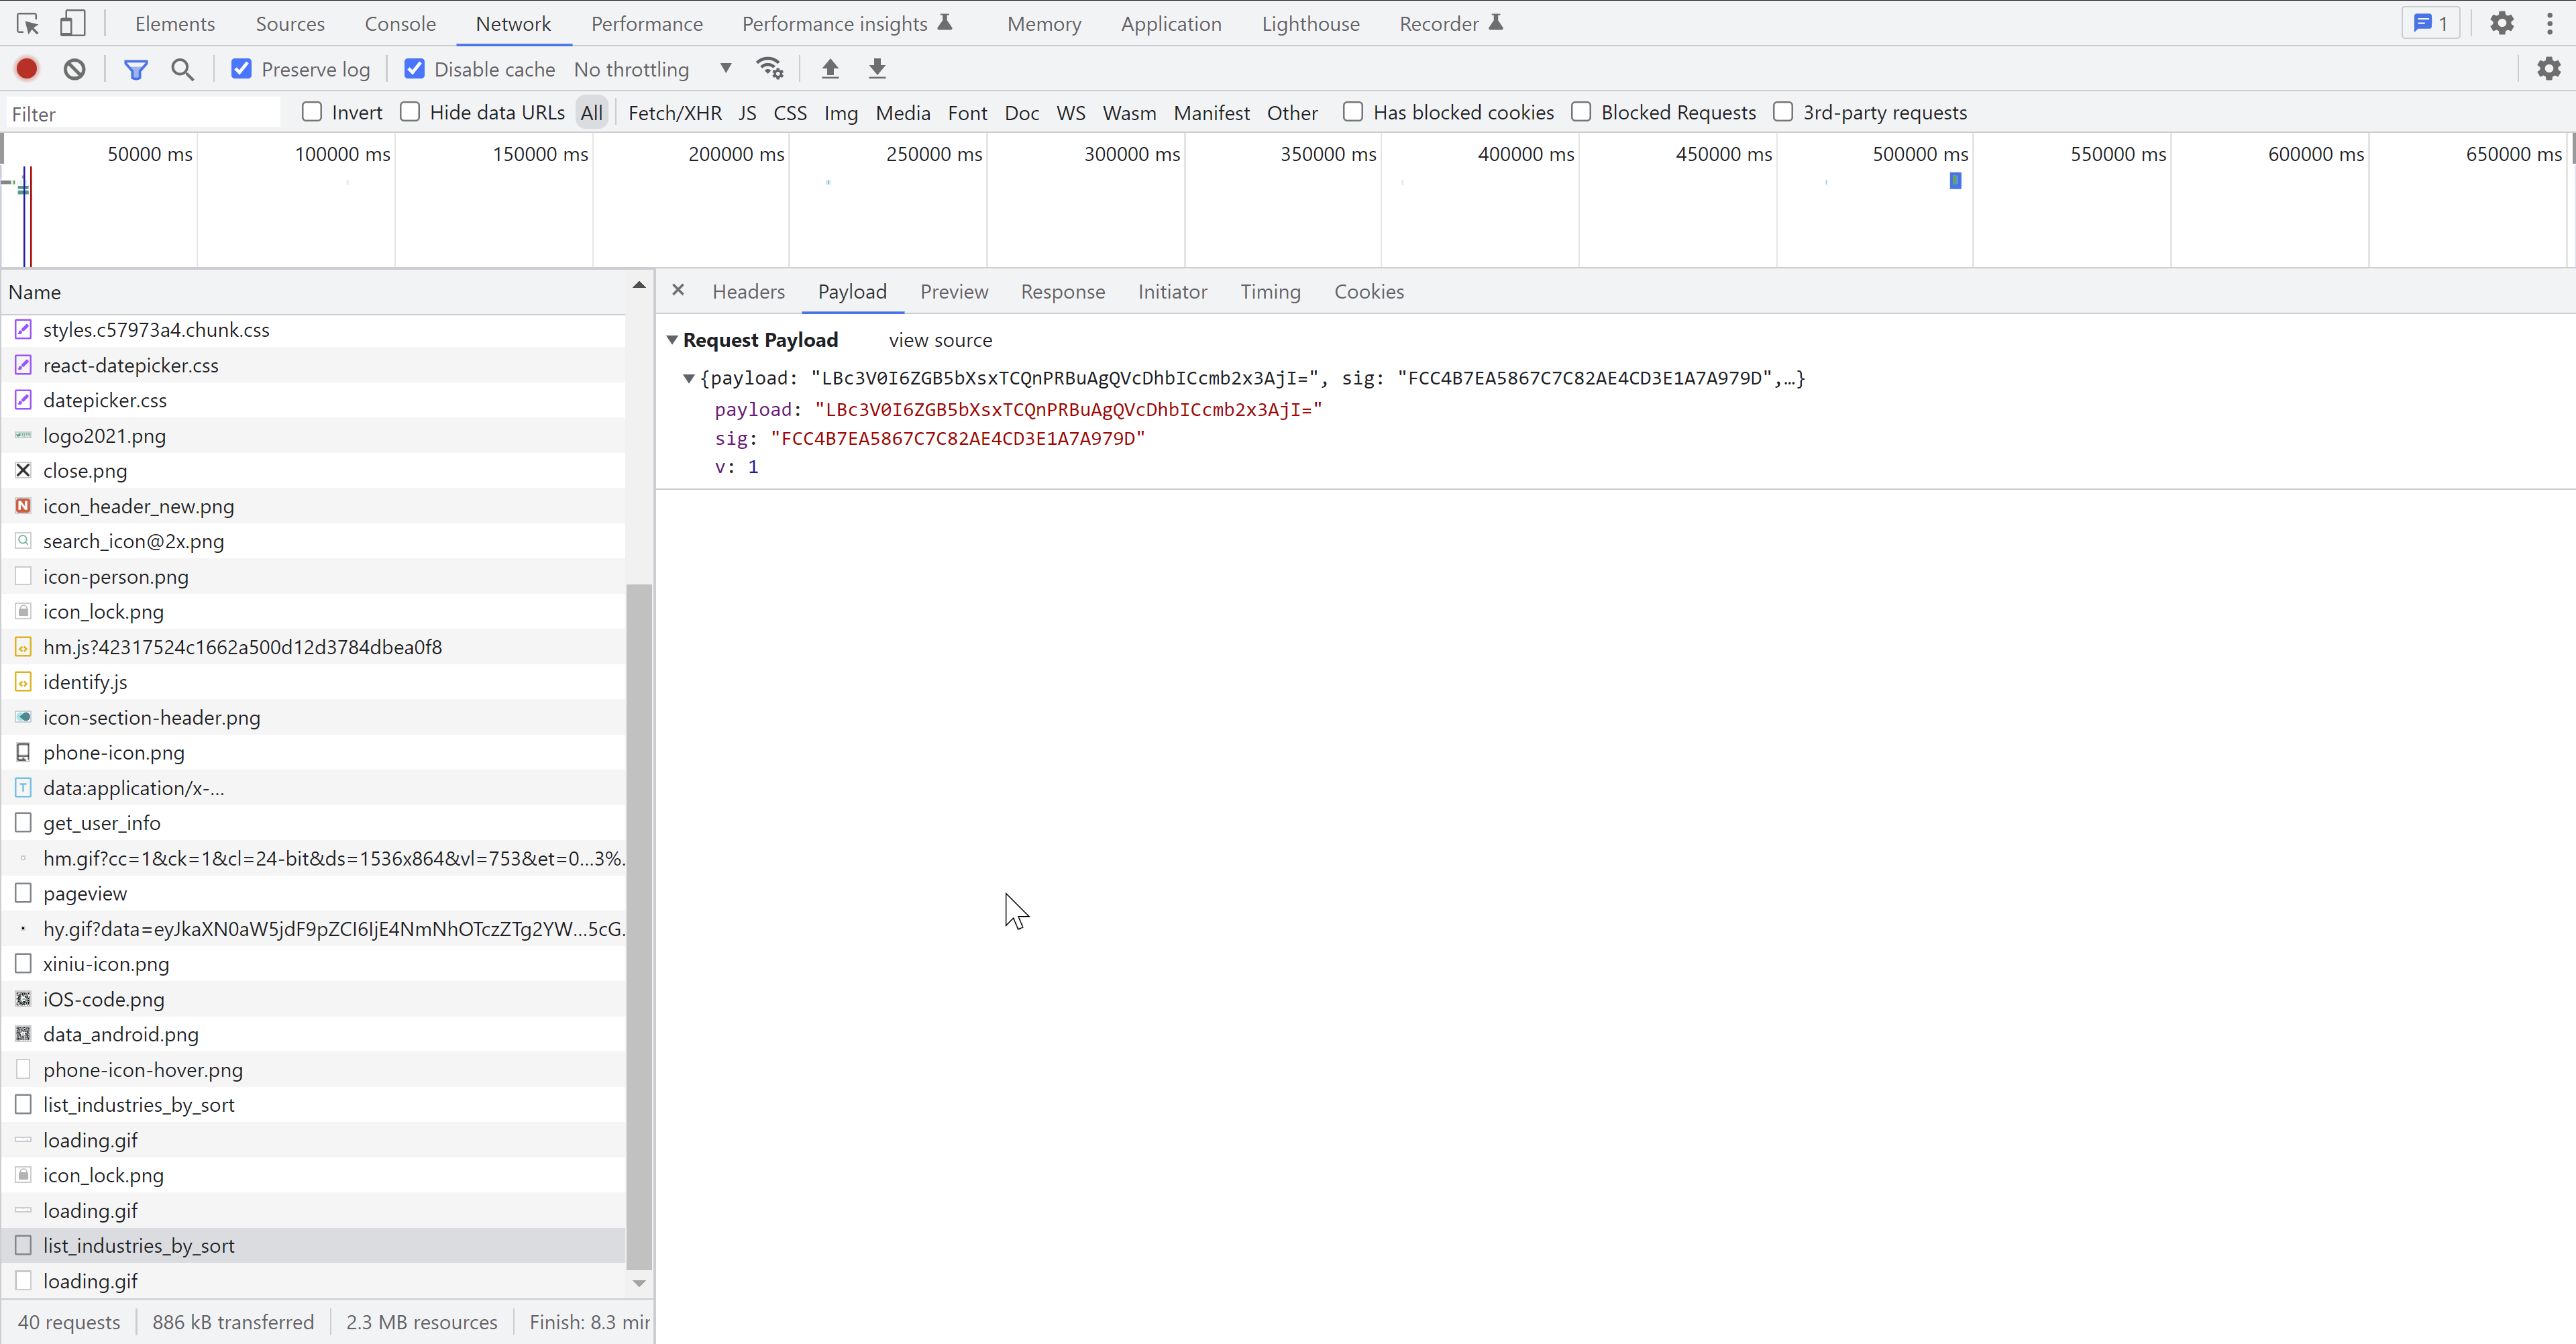 Elements Sources Console Network Performance Performance insights Memory Application Lighthouse Recorder 1
Preserve log Disable cache No throttling
Filter Invert Hide data URLs All Fetch/XHR JS CSS Img Media Font Doc WS Wasm Manifest Other Has blocked cookies Blocked Requests 3rd-party requests
50000 ms 100000 ms 150000 ms 200000 ms 250000 ms 300000 ms 350000 ms 400000 ms 450000 ms 500000 ms 550000 ms 600000 ms 650000 ms
Name
styles.c57973a4.chunk.css
react-datepicker.css
datepicker.css
logo2021.png
close.png
icon_header_new.png
search_icon@2x.png
icon-person.png
icon_lock.png
hm.js?42317524c1662a500d12d3784dbea0f8
identify.js
icon-section-header.png
phone-icon.png
data:application/x-...
get_user_info
hm.gif?cc=1&ck=1&cl=24-bit&ds=1536x864&vl=753&et=0...3%.
pageview
hy.gif?data=eyJkaXN0aW5jdF9pZCI6IjE4NmNhOTczZTg2YW...5cG.
xiniu-icon.png
iOS-code.png
data_android.png
phone-icon-hover.png
list_industries_by_sort
loading.gif
icon_lock.png
loading.gif
list_industries_by_sort
loading.gif
40 requests 886 kB transferred 2.3 MB resources Finish: 8.3 mir
× Headers Payload Preview Response Initiator Timing Cookies
Request Payload view source
{payload: "LBc3V0I6ZGB5bXsxTCQnPRBuAgQVcDhbICcmb2x3AjI=", sig: "FCC4B7EA5867C7C82AE4CD3E1A7A979D",…}
payload: "LBc3V0I6ZGB5bXsxTCQnPRBuAgQVcDhbICcmb2x3AjI="
sig: "FCC4B7EA5867C7C82AE4CD3E1A7A979D"
v: 1